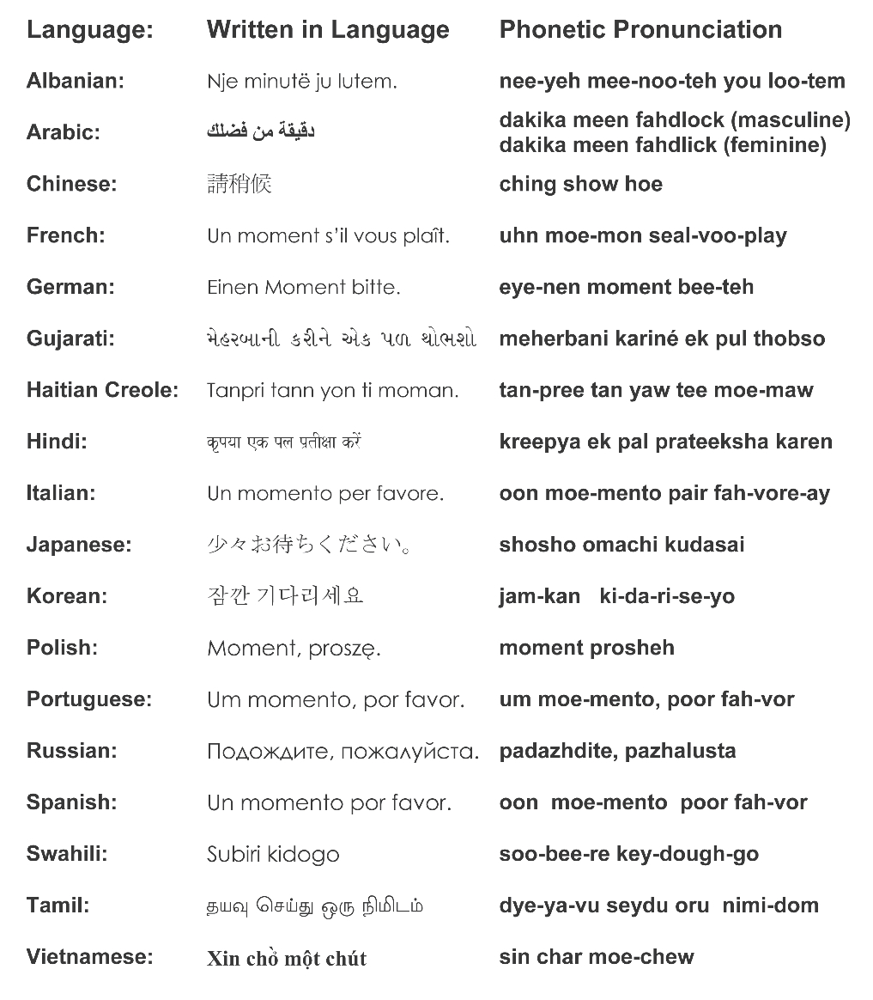 Language: Written in Language Phonetic Pronunciation
Albanian: Nje minutë ju lutem. nee-yeh mee-noo-teh you loo-tem
Arabic: دقيقة من فضلك dakika meen fahdlock (masculine)
dakika meen fahdlick (feminine)
Chinese: 請稍候 ching show hoe
French: Un moment s’il vous plaît. uhn moe-mon seal-voo-play
German: Einen Moment bitte. eye-nen moment bee-teh
Gujarati: મેહરબાની કરીને એક પળ થોભશો meherbani kariné ek pul thobso
Haitian Creole: Tanpri tann yon ti moman. tan-pree tan yaw tee moe-maw
Hindi: कृपया एक पल प्रतीक्षा करें kreepya ek pal prateeksha karen
Italian: Un momento per favore. oon moe-mento pair fah-vore-ay
Japanese: 少々お待ちください。 shosho omachi kudasai
Korean: 잠깐 기다리세요 jam-kan ki-da-ri-se-yo
Polish: Moment, proszę. moment prosheh
Portuguese: Um momento, por favor. um moe-mento, poor fah-vor
Russian: Подождите, пожалуйста. padazhdite, pazhalusta
Spanish: Un momento por favor. oon moe-mento poor fah-vor
Swahili: Subiri kidogo soo-bee-re key-dough-go
Tamil: தயவு செய்து ஒரு நிமிடம் dye-ya-vu seydu oru nimi-dom
Vietnamese: Xin chờ một chút sin char moe-chew